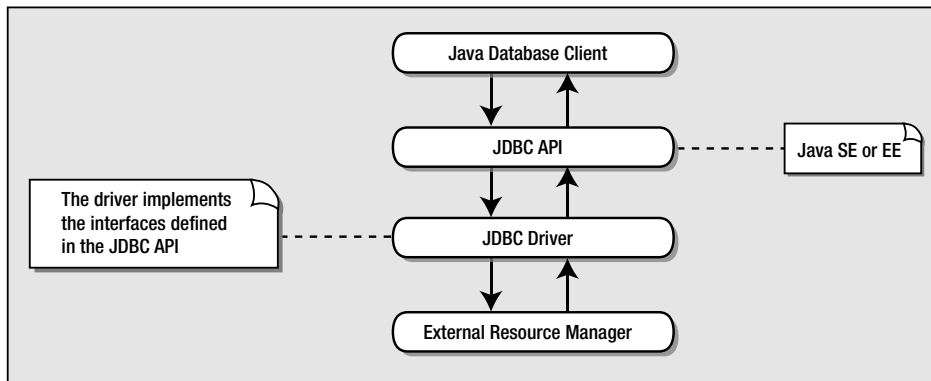 Java Database Client
JDBC API
Java SE or EE
The driver implements
the interfaces defined
in the JDBC API
JDBC Driver
External Resource Manager